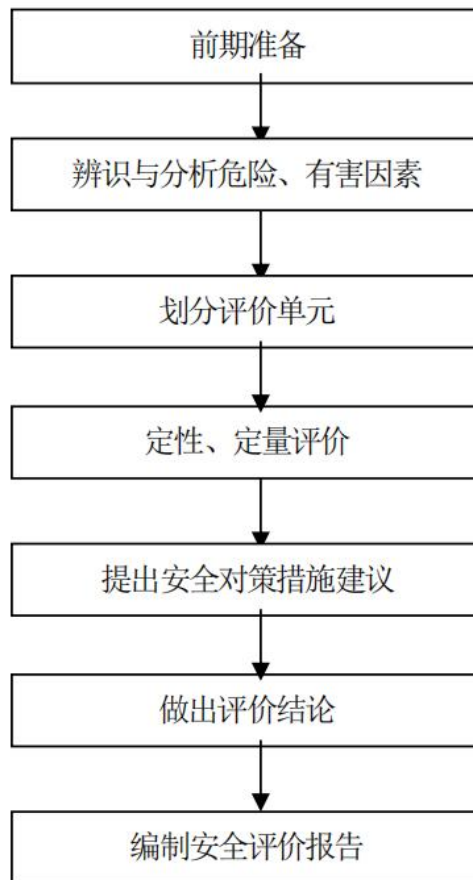 前期准备
辨识与分析危险、有害因素
划分评价单元
定性、定量评价
提出安全对策措施建议
做出评价结论
编制安全评价报告